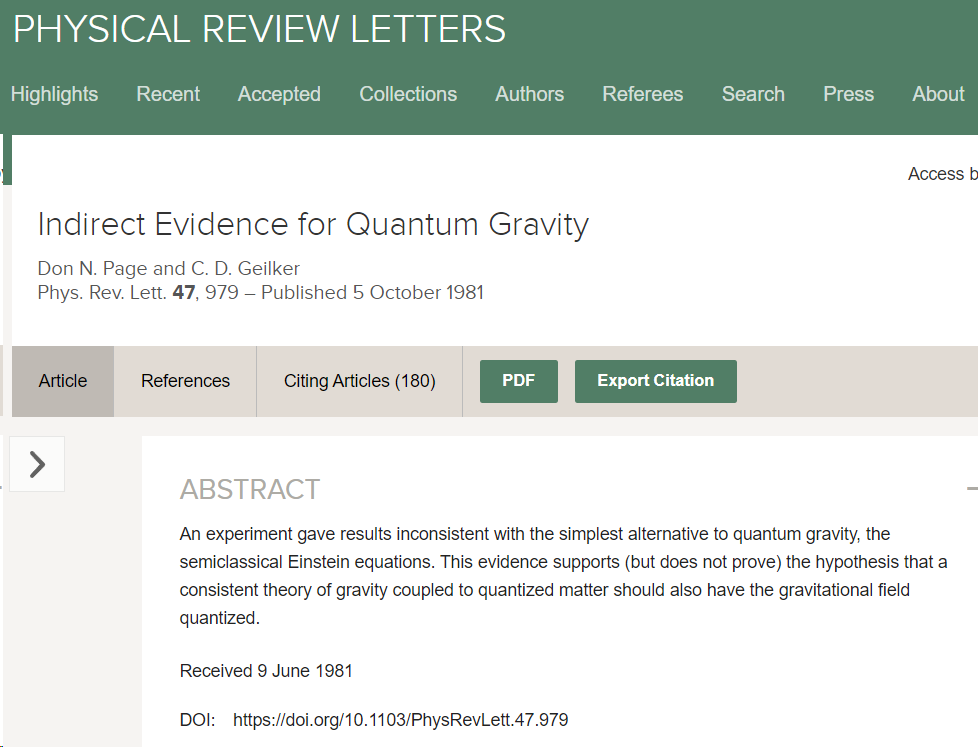 PHYSICAL REVIEW LETTERS
Highlights Recent Accepted Collections Authors Referees Search Press About
Access b
Indirect Evidence for Quantum Gravity
Don N. Page and C. D. Geilker
Phys. Rev. Lett. 47, 979 – Published 5 October 1981
Article References Citing Articles (180) PDF Export Citation
ABSTRACT
An experiment gave results inconsistent with the simplest alternative to quantum gravity, the
semiclassical Einstein equations. This evidence supports (but does not prove) the hypothesis that a
consistent theory of gravity coupled to quantized matter should also have the gravitational field
quantized.
Received 9 June 1981
DOI: https://doi.org/10.1103/PhysRevLett.47.979